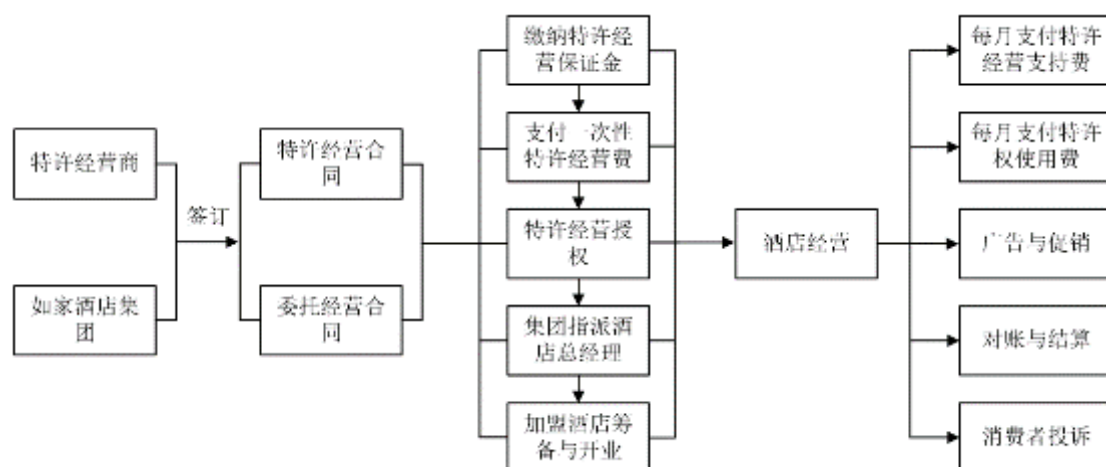 特许经营商
如家酒店集
团
签订
特许经营合
同
委托经营合
同
缴纳特许经
营保证金
支付一次性
特许经营费
特许经营授
权
集团指派酒
店总经理
加盟酒店筹
备与开业
酒店经营
每月支付特许
经营支持费
每月支付特许
权使用费
广告与促销
对账与结算
消费者投诉